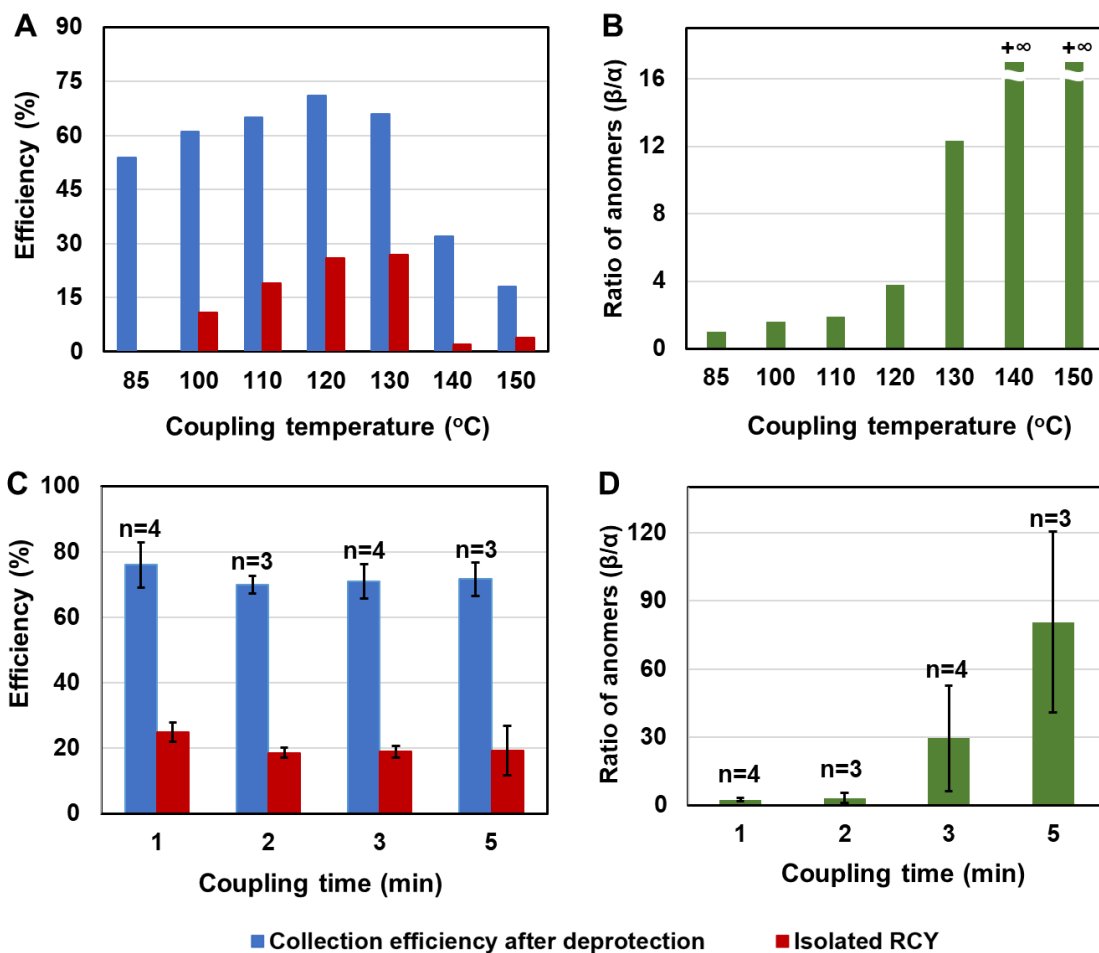 A
Efficiency (%)
90
75
60
45
30
15
0
85 100 110 120 130 140 150
Coupling temperature (ºC)
B
Ratio of anomers (β/α)
+∞ +∞
16
12
8
4
0
85 100 110 120 130 140 150
Coupling temperature (ºC)
C
Efficiency (%)
100
80
60
40
20
0
n=4 n=3 n=4 n=3
1 2 3 5
Coupling time (min)
D
Ratio of anomers (β/α)
120
90
60
30
0
n=4 n=3 n=4 n=3
1 2 3 5
Coupling time (min)
Collection efficiency after deprotection Isolated RCY